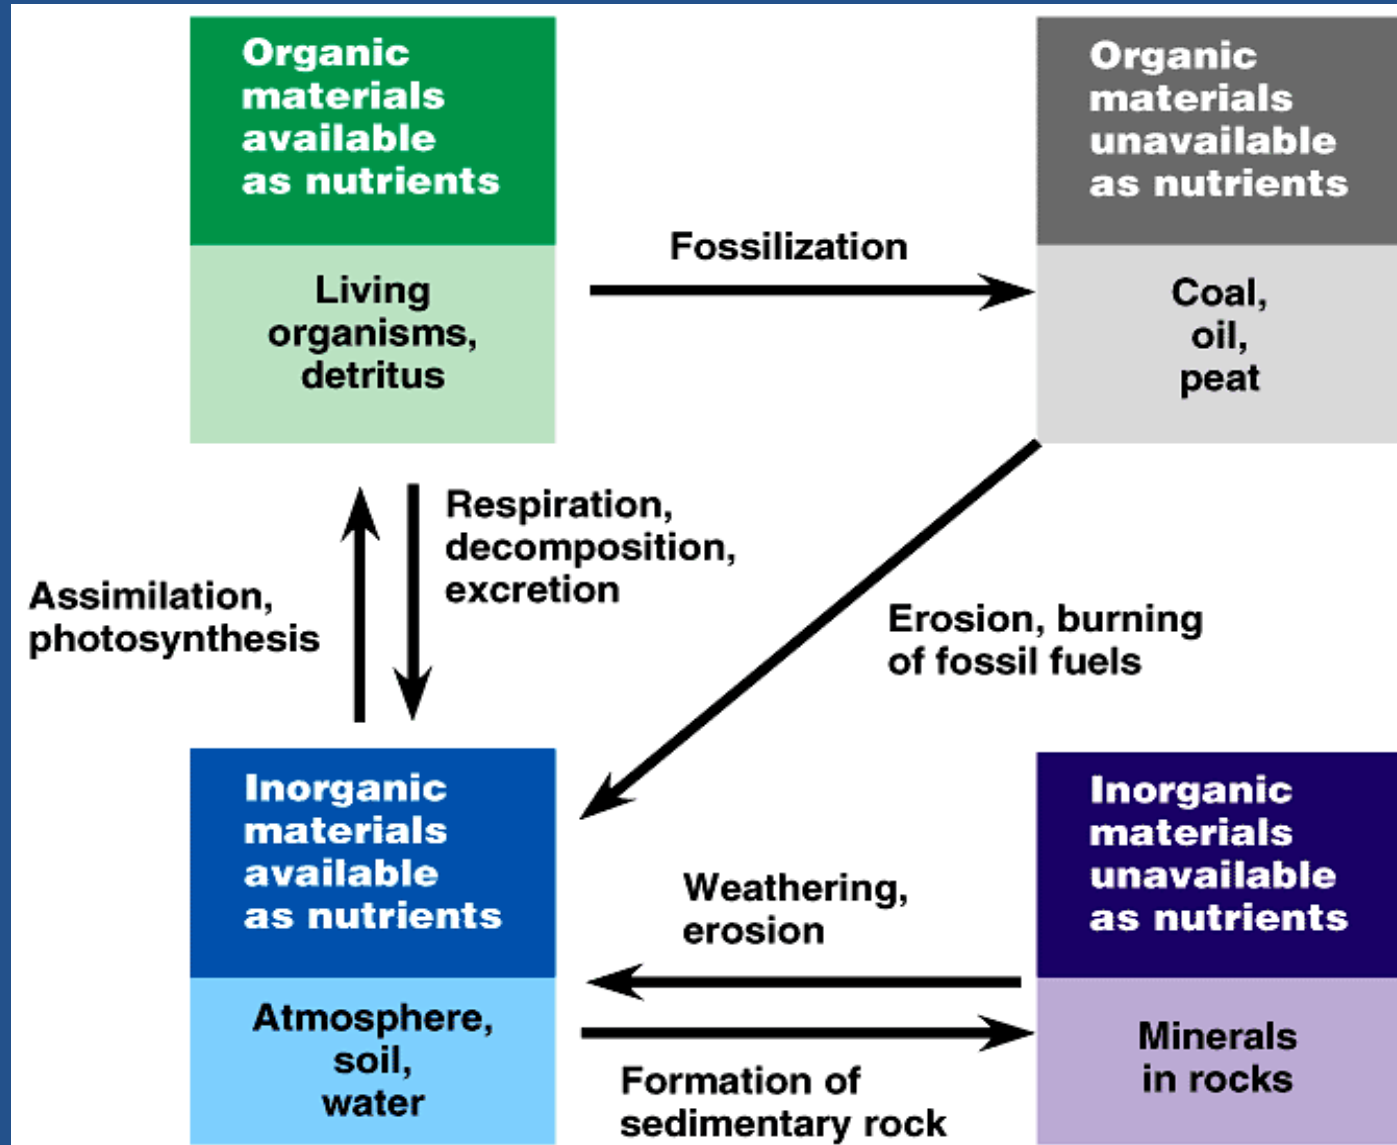 Organic
materials
available
as nutrients
Living
organisms,
detritus
Fossilization
Organic
materials
unavailable
as nutrients
Coal,
oil,
peat
Assimilation,
photosynthesis
Respiration,
decomposition,
excretion
Erosion, burning
of fossil fuels
Inorganic
materials
available
as nutrients
Atmosphere,
soil,
water
Weathering,
erosion
Formation of
sedimentary rock
Inorganic
materials
unavailable
as nutrients
Minerals
in rocks